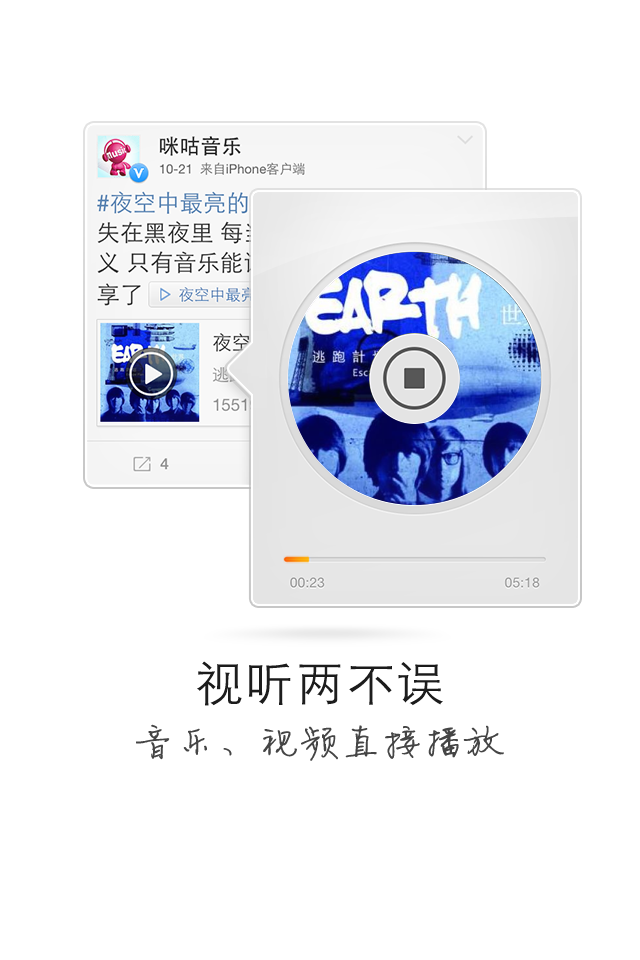 咪咕音乐
10-21 来自iPhone客户端
#夜空中最亮的
失在黑夜里 每
义 只有音乐能
享了 夜空中最
夜空
逃
1551
4
EARTH
世
逃跑計
Esc
00:23
05:18
视听两不误
音乐、视频直接播放